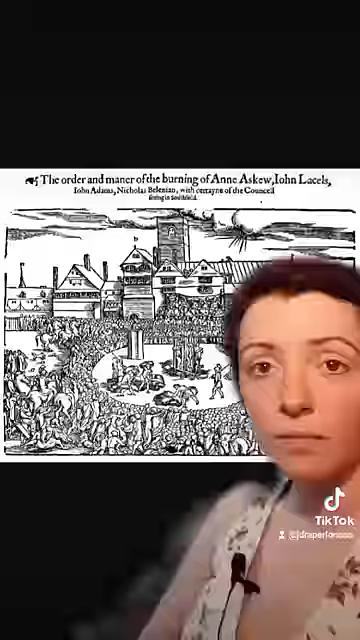 The order and maner of the burning of Anne Askew, Iohn Lacels,
Iohn Adams, Nicholas Belenian, with certayne of the Councell
sitting in Smithfield.
TikTok